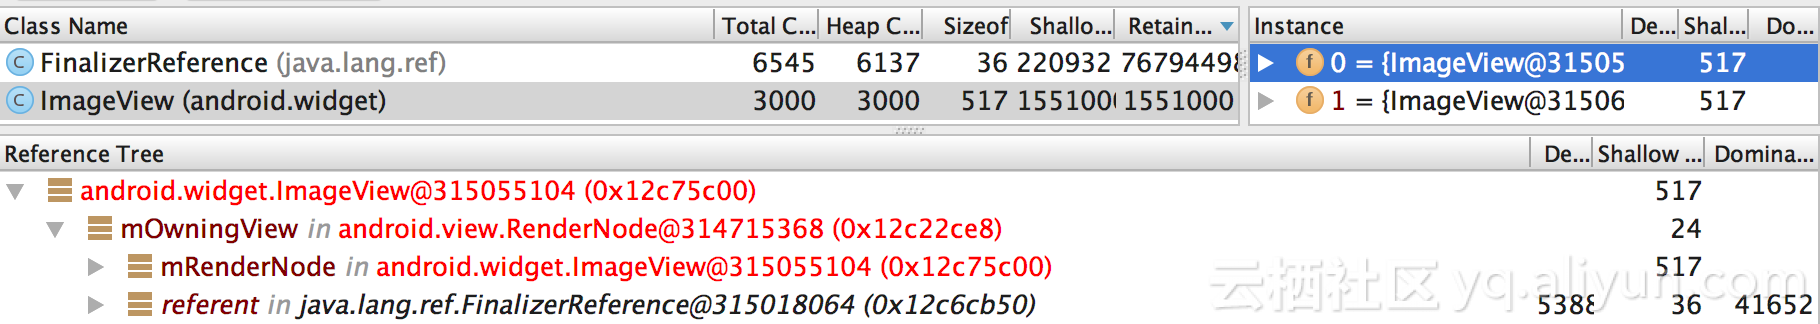 Class Name Total C... Heap C... Sizeof Shallo... Retain...
FinalizerReference (java.lang.ref) 6545 6137 36 220932 76794498
ImageView (android.widget) 3000 3000 517 1551000 1551000
Instance De... Shal... Do...
0 = {ImageView@31505 517
1 = {ImageView@31506 517
Reference Tree De... Shallow ... Domina...
android.widget.ImageView@315055104 (0x12c75c00) 517
mOwningView in android.view.RenderNode@314715368 (0x12c22ce8) 24
mRenderNode in android.widget.ImageView@315055104 (0x12c75c00) 517
referent in java.lang.ref.FinalizerReference@315018064 (0x12c6cb50) 5388 36 41652
云栖社区 yq.aliyun.com